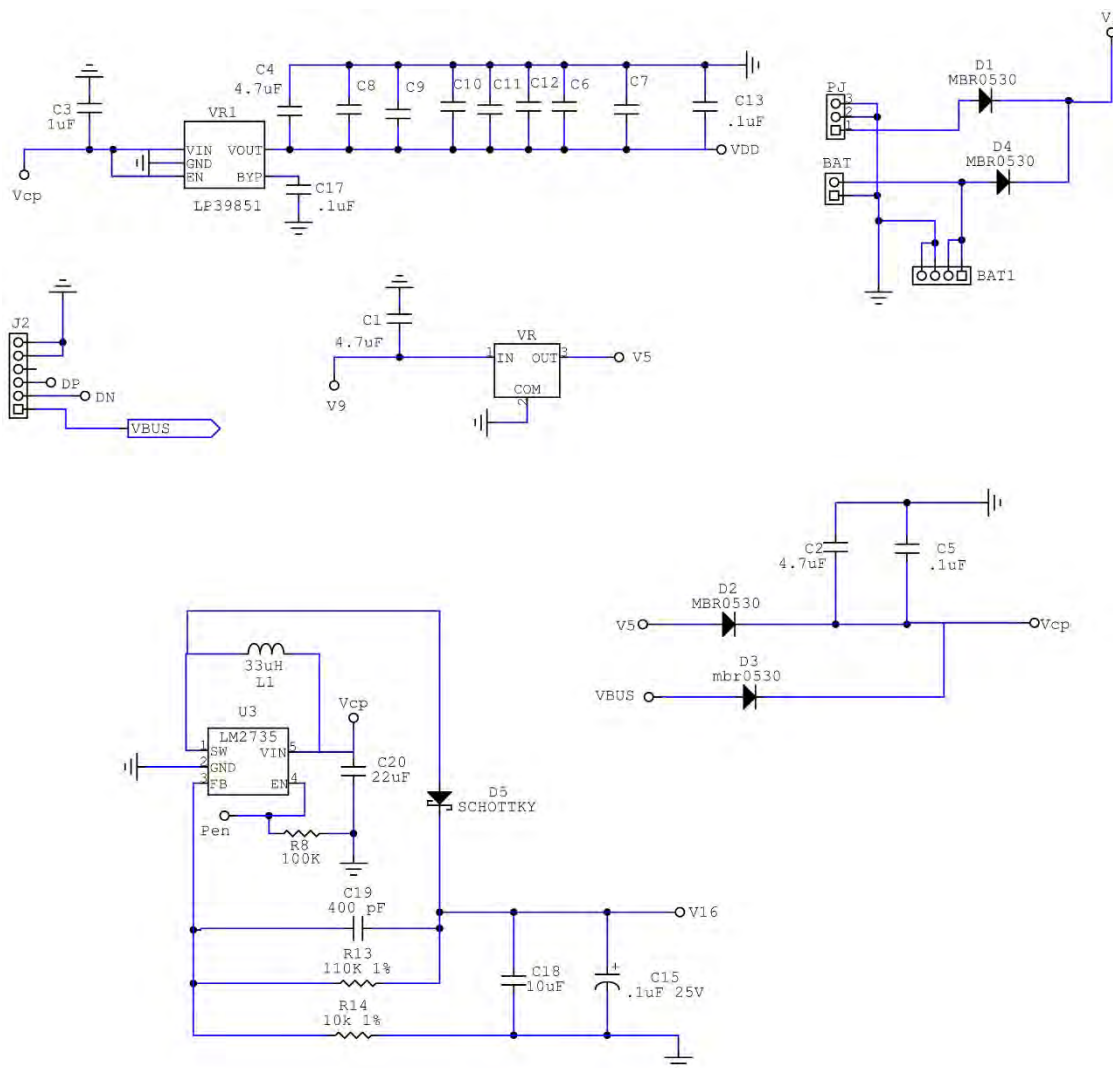 V
D1
MBR0530
PJ
3
2
1
D4
MBR0530
BAT
BAT1
C4
4.7uF
C8
C9
C10
C11
C12
C6
C7
C13
.1uF
C3
1uF
VR1
VIN
GND
EN
VOUT
BYP
LP39851
Vcp
VDD
C17
.1uF
J2
DP
DN
VBUS
C1
4.7uF
V9
VR
1
IN
OUT
3
COM
2
V5
C2
4.7uF
C5
.1uF
D2
MBR0530
V5
Vcp
D3
mbr0530
VBUS
33uH
L1
U3
LM2735
1
SW
2
GND
3
FB
VIN
5
EN
4
Vcp
C20
22uF
Pen
R8
100K
D5
SCHOTTKY
C19
400 pF
V16
R13
110K 1%
R14
10k 1%
C18
10uF
+
C15
.1uF 25V